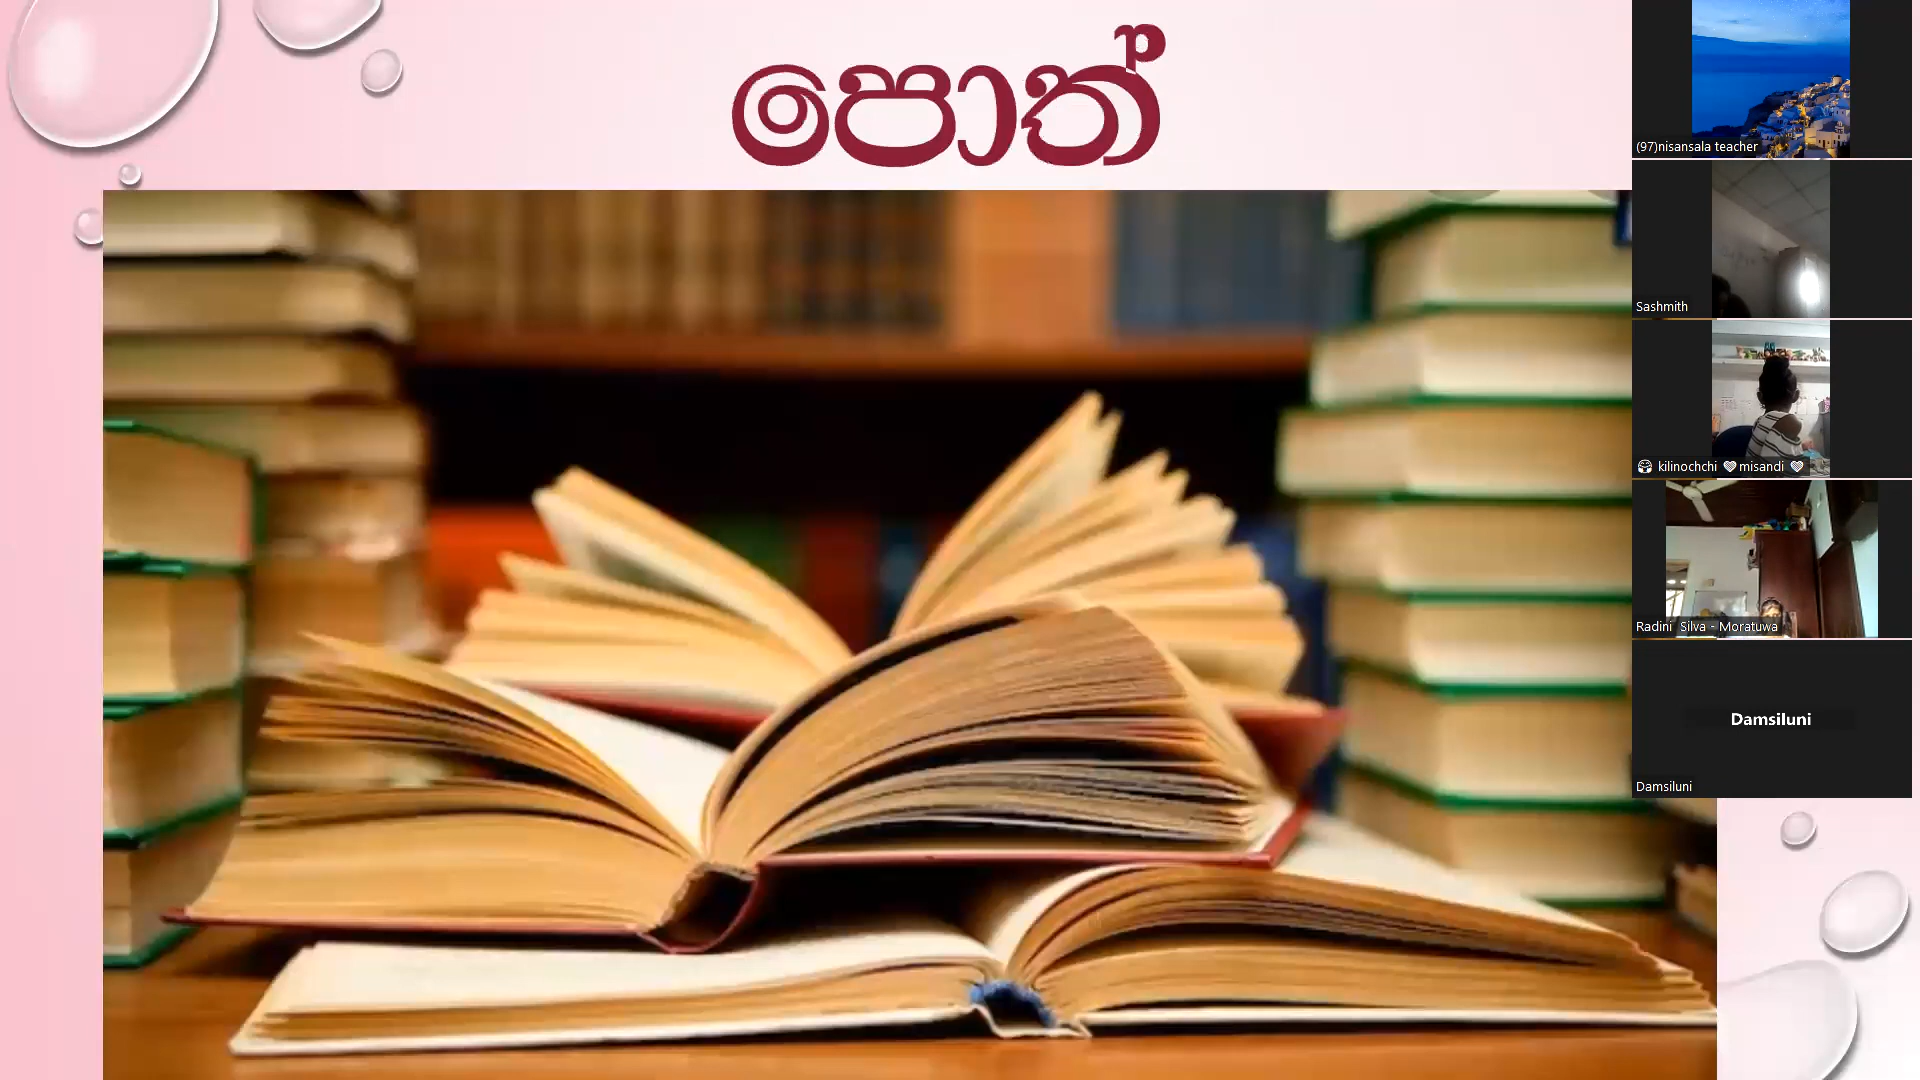 පොත්
(97)nisansala teacher
Sashmith
kilinochchi 🤍misandi 🤍
Radini Silva - Moratuwa
Damsiluni
Damsiluni